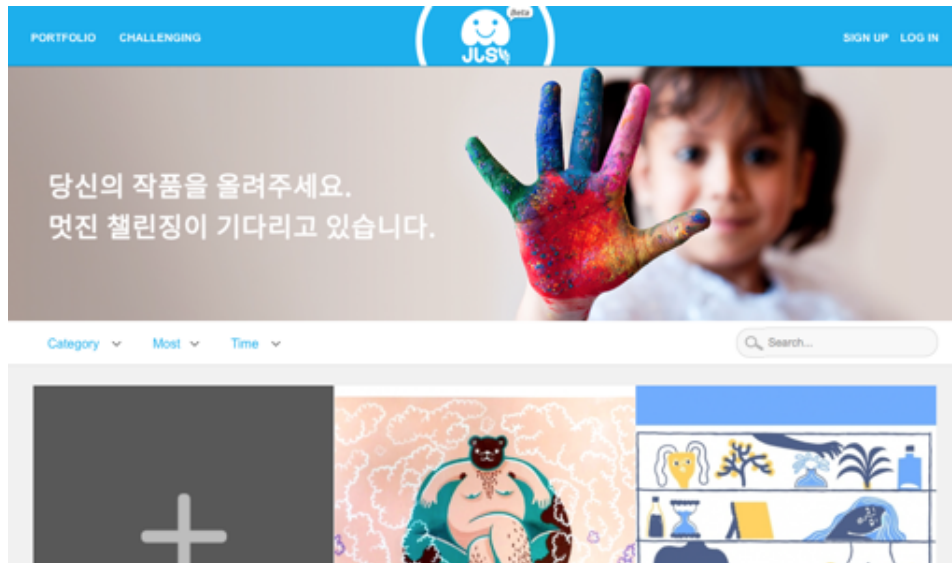 PORTFOLIO CHALLENGING
Beta
SIGN UP LOG IN
당신의 작품을 올려주세요.
멋진 챌린징이 기다리고 있습니다.
Category Most Time
Search...